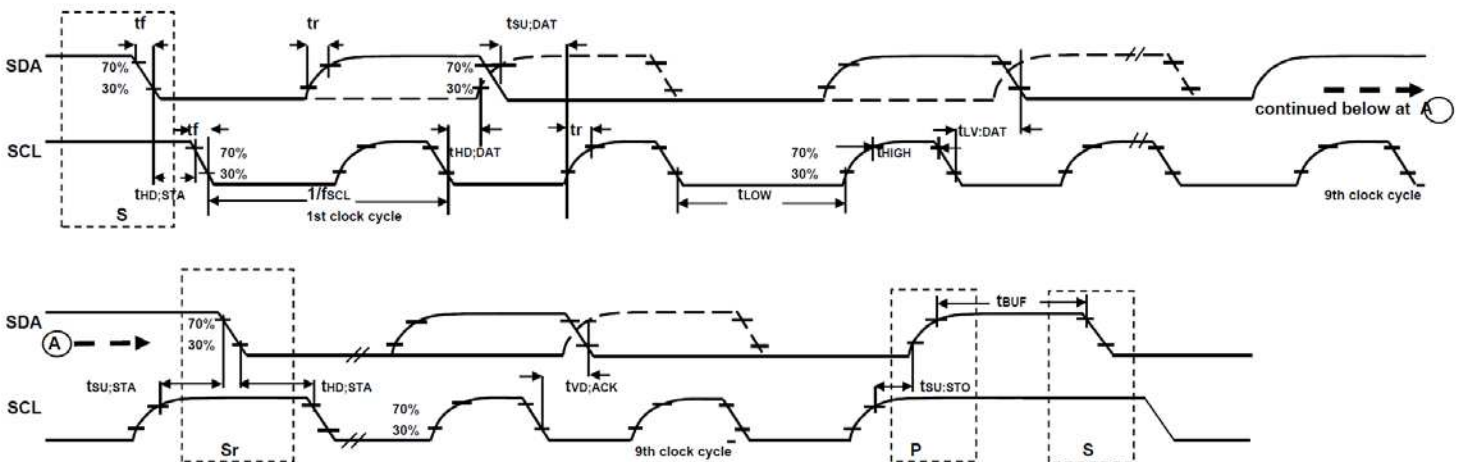 tf tr tSU;DAT
SDA 70% 70%
30% 30%
continued below at A
tf tr
SCL 70% tHD;DAT 70% tHIGH tLV:DAT
30% 30%
tHD;STA 1/fSCL tLOW
S 1st clock cycle 9th clock cycle
tBUF
SDA 70%
A 30%
tSU;STA tHD;STA tVD;ACK tSU:STO
SCL 70%
30%
Sr 9th clock cycle P S